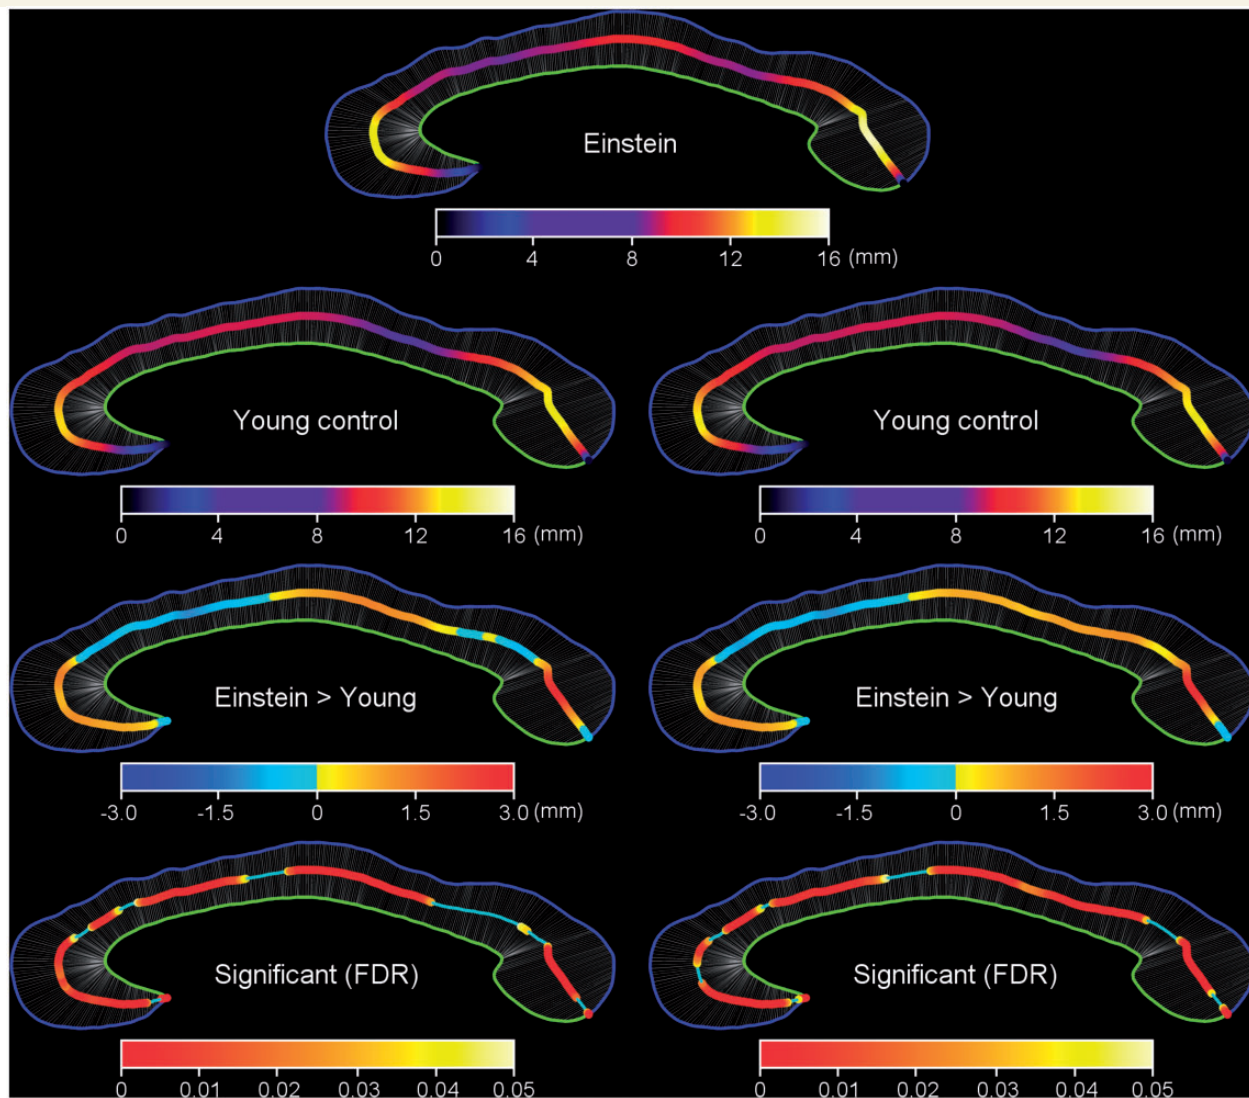 Einstein
0 4 8 12 16 (mm)
Young control Young control
0 4 8 12 16 (mm) 0 4 8 12 16 (mm)
Einstein > Young Einstein > Young
-3.0 -1.5 0 1.5 3.0 (mm) -3.0 -1.5 0 1.5 3.0 (mm)
Significant (FDR) Significant (FDR)
0 0.01 0.02 0.03 0.04 0.05 0 0.01 0.02 0.03 0.04 0.05